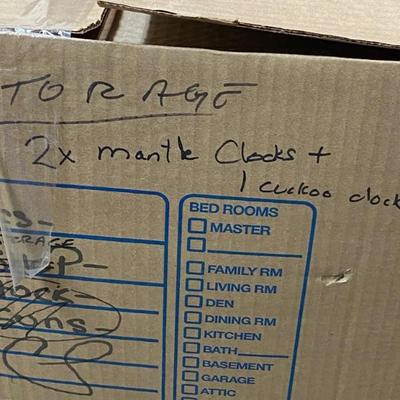 TORAGE
2x mantle Clocks +
1 cuckoo clock
BED ROOMS
MASTER
FAMILY RM
LIVING RM
DEN
DINING RM
KITCHEN
BATH
BASEMENT
GARAGE
ATTIC